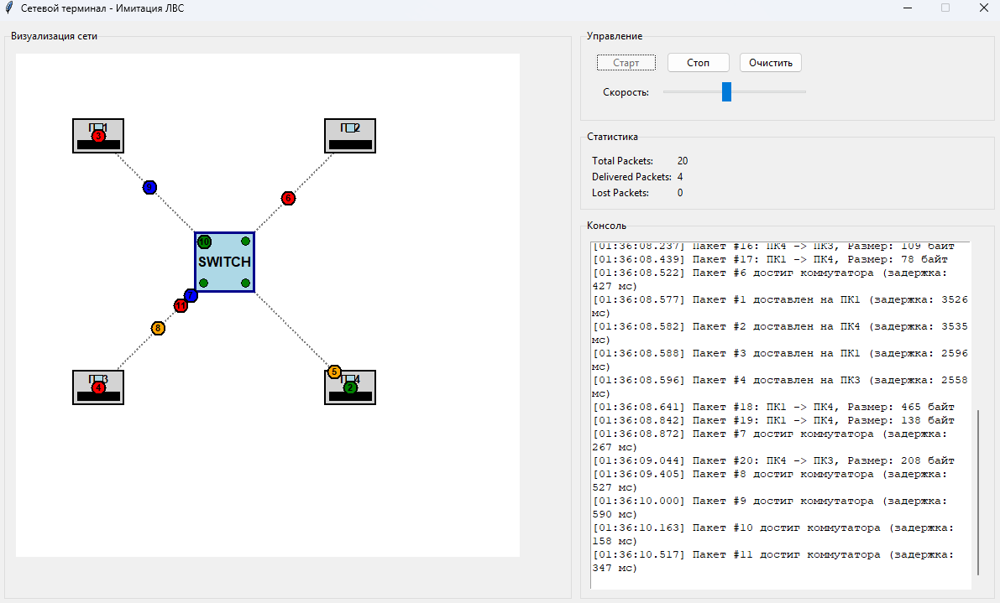 Сетевой терминал - Имитация ЛВС
Визуализация сети
3
2
9
6
10
SWITCH
7
11
8
5
3
4
4
2
Управление
Старт
Стоп
Очистить
Скорость:
Статистика
Total Packets: 20
Delivered Packets: 4
Lost Packets: 0
Консоль
[01:36:08.237] Пакет #16: ПК4 -> ПК3, Размер: 109 байт
[01:36:08.439] Пакет #17: ПК1 -> ПК4, Размер: 78 байт
[01:36:08.522] Пакет #6 достиг коммутатора (задержка:
427 мс)
[01:36:08.577] Пакет #1 доставлен на ПК1 (задержка: 3526
мс)
[01:36:08.582] Пакет #2 доставлен на ПК4 (задержка: 3535
мс)
[01:36:08.588] Пакет #3 доставлен на ПК1 (задержка: 2596
мс)
[01:36:08.596] Пакет #4 доставлен на ПК3 (задержка: 2558
мс)
[01:36:08.641] Пакет #18: ПК1 -> ПК4, Размер: 465 байт
[01:36:08.842] Пакет #19: ПК1 -> ПК4, Размер: 138 байт
[01:36:08.872] Пакет #7 достиг коммутатора (задержка:
267 мс)
[01:36:09.044] Пакет #20: ПК4 -> ПК3, Размер: 208 байт
[01:36:09.405] Пакет #8 достиг коммутатора (задержка:
527 мс)
[01:36:10.000] Пакет #9 достиг коммутатора (задержка:
590 мс)
[01:36:10.163] Пакет #10 достиг коммутатора (задержка:
158 мс)
[01:36:10.517] Пакет #11 достиг коммутатора (задержка:
347 мс)